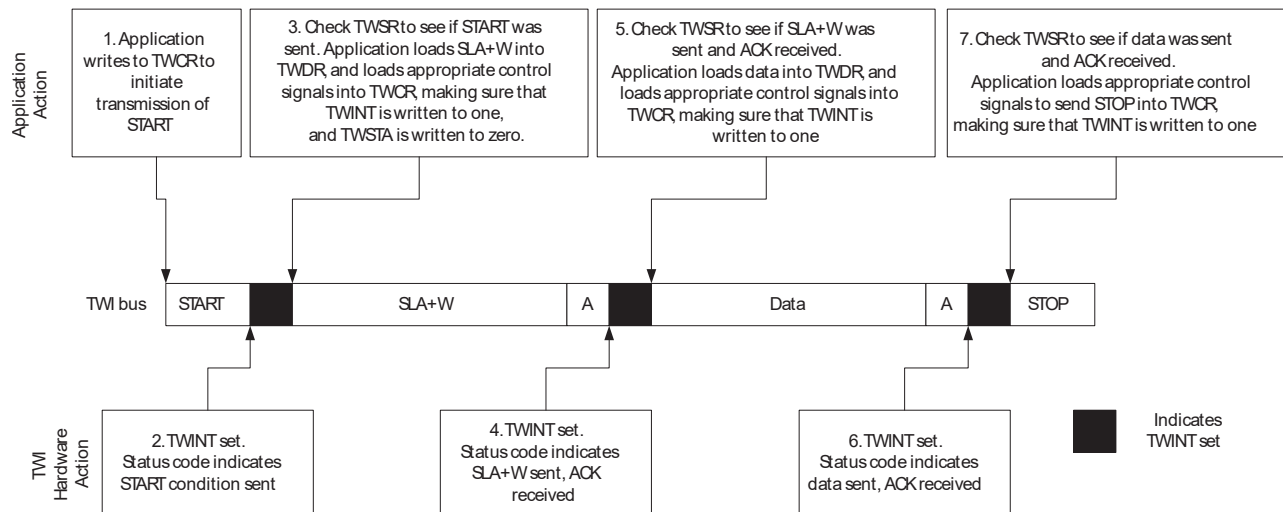 Application
Action
1. Application
writes to TWCR to
initiate
transmission of
START
3. Check TWSR to see if START was
sent. Application loads SLA+W into
TWDR, and loads appropriate control
signals into TWCR, making sure that
TWINT is written to one,
and TWSTA is written to zero.
5. Check TWSR to see if SLA+W was
sent and ACK received.
Application loads data into TWDR, and
loads appropriate control signals into
TWCR, making sure that TWINT is
written to one
7. Check TWSR to see if data was sent
and ACK received.
Application loads appropriate control
signals to send STOP into TWCR,
making sure that TWINT is written to one
TWI bus
START
SLA+W
A
Data
A
STOP
TWI
Hardware
Action
2. TWINT set.
Status code indicates
START condition sent
4. TWINT set.
Status code indicates
SLA+W sent, ACK
received
6. TWINT set.
Status code indicates
data sent, ACK received
Indicates
TWINT set